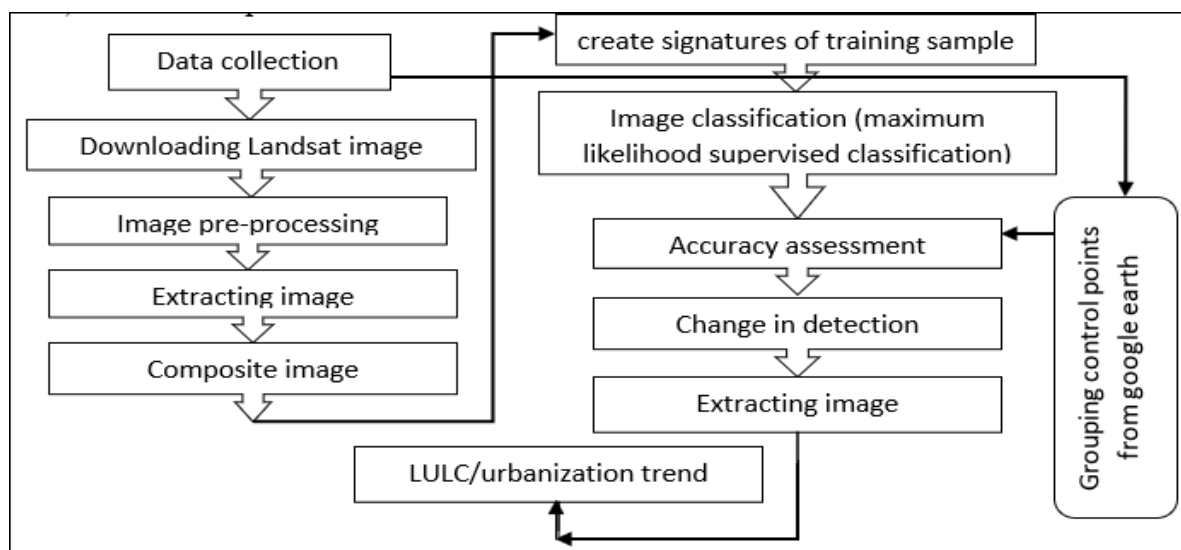 Data collection
Downloading Landsat image
Image pre-processing
Extracting image
Composite image
create signatures of training sample
Image classification (maximum
likelihood supervised classification)
Accuracy assessment
Change in detection
Extracting image
LULC/urbanization trend
Grouping control points
from google earth